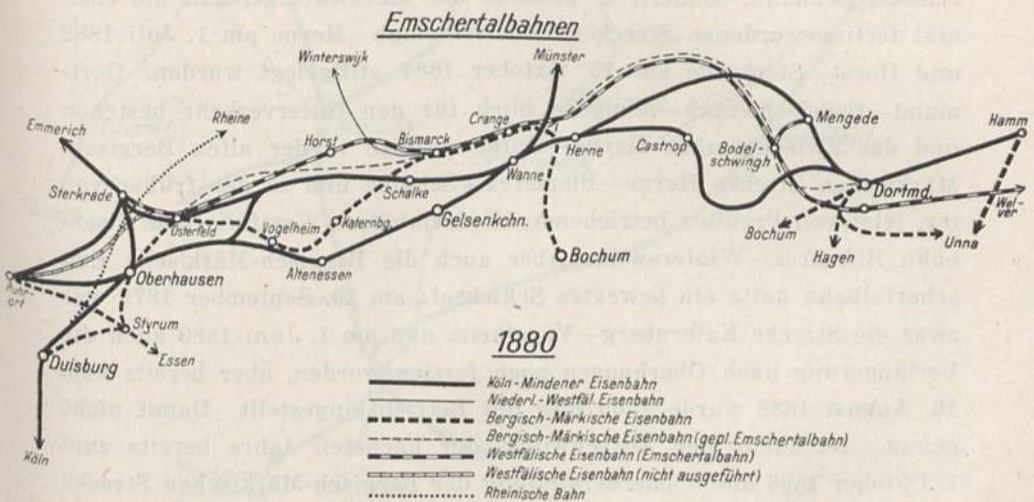 Emschertalbahnen
Winterswijk
Münster
Emmerich
Rheine
Horst
Bismarck
Crange
Mengede
Hamm
Herne
Castrop
Bodel-
schwingh
Wanne
Sterkrade
Schalke
Dortmd.
Wel-
ver
Osterfeld
Vogelheim
Katernbg.
Gelsenkchn.
Altenessen
Bochum
Bochum
Hagen
Unna
Oberhausen
Styrum
Essen
Duisburg
Köln
1880
Köln-Mindener Eisenbahn
Niederl.-Westfäl. Eisenbahn
Bergisch-Märkische Eisenbahn
Bergisch-Märkische Eisenbahn (gepl. Emschertalbahn)
Westfälische Eisenbahn (Emschertalbahn)
Westfälische Eisenbahn (nicht ausgeführt)
Rheinische Bahn